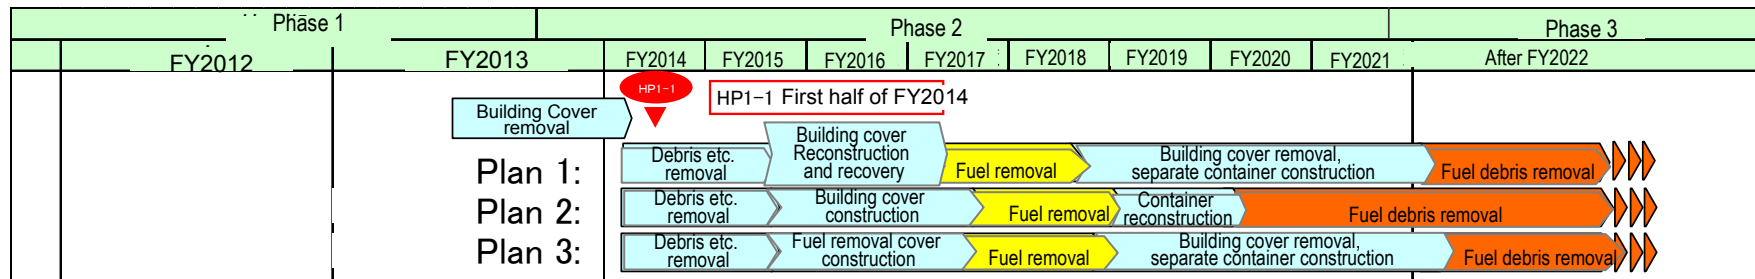 Phase 1
Phase 2
Phase 3
FY2012
FY2013
FY2014
FY2015
FY2016
FY2017
FY2018
FY2019
FY2020
FY2021
After FY2022
HP1-1
HP1-1 First half of FY2014
Building Cover
removal
Plan 1:
Debris etc.
removal
Building cover
Reconstruction
and recovery
Fuel removal
Building cover removal,
separate container construction
Fuel debris removal
Plan 2:
Debris etc.
removal
Building cover
construction
Fuel removal
Container
reconstruction
Fuel debris removal
Plan 3:
Debris etc.
removal
Fuel removal cover
construction
Fuel removal
Building cover removal,
separate container construction
Fuel debris removal